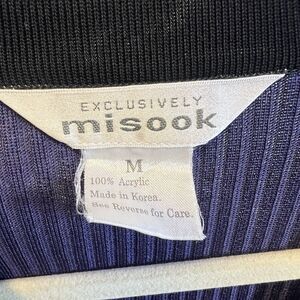 EXCLUSIVELY
misook
M
100% Acrylic
Made in Korea.
See Reverse for Care.